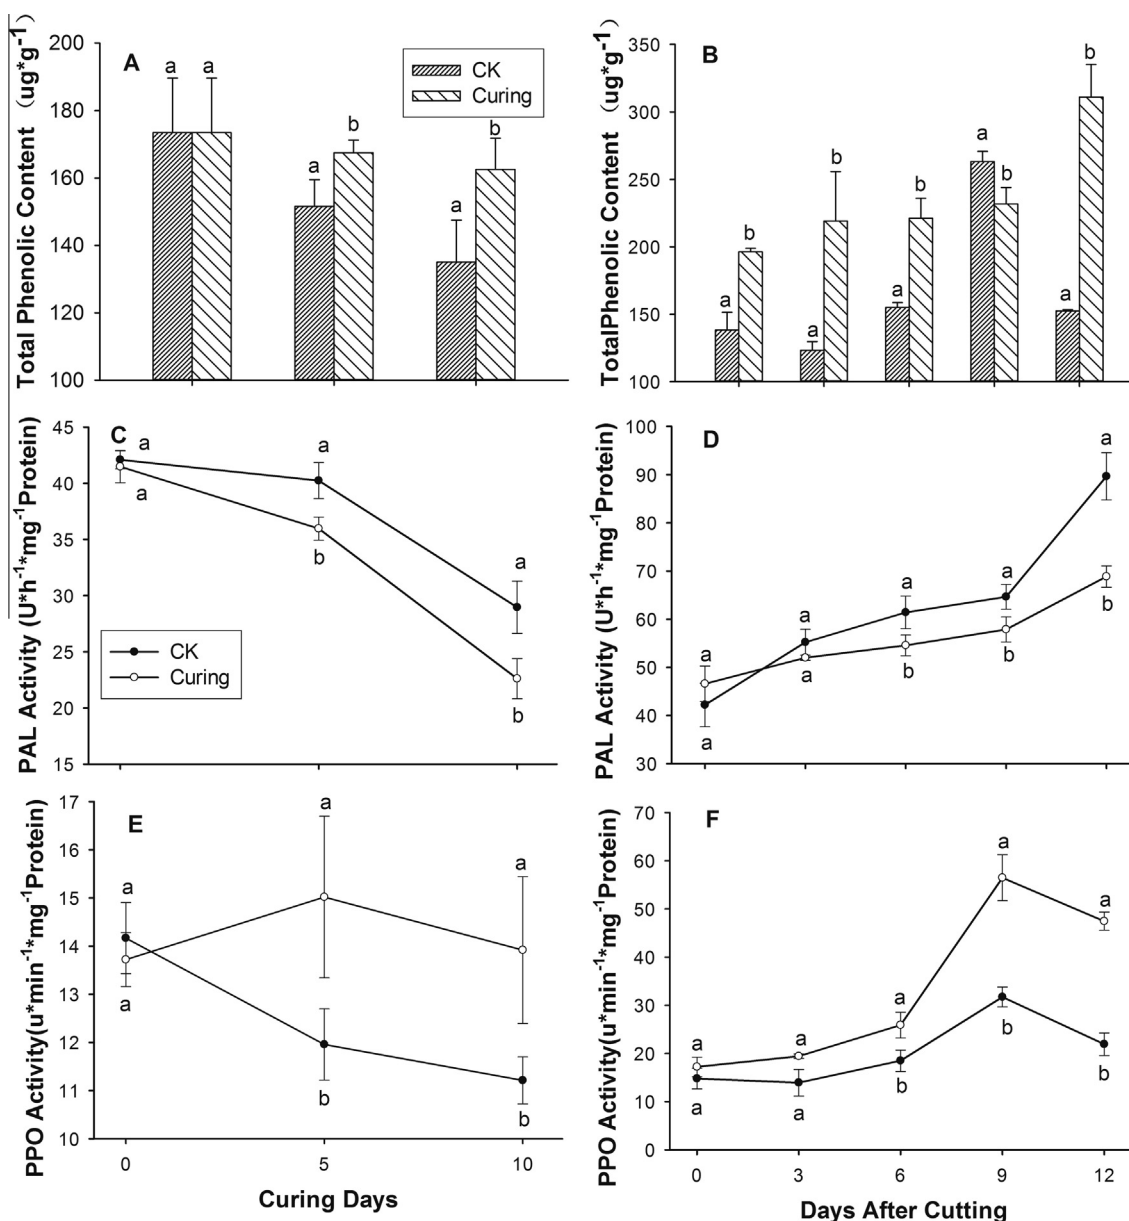 Total Phenolic Content（ug*g-1）
200
180
160
140
120
100
A
CK
Curing
a
a
a
b
a
b
TotalPhenolic Content（ug*g-1）
350
300
250
200
150
100
B
a
b
a
b
a
b
a
b
a
b
PAL Activity (U*h-1*mg-1Protein)
45
40
35
30
25
20
15
C
a
a
a
b
a
b
CK
Curing
PAL Activity (U*h-1*mg-1Protein)
100
90
80
70
60
50
40
30
D
a
a
a
a
a
b
a
b
a
b
PPO Activity(u*min-1*mg-1Protein)
17
16
15
14
13
12
11
10
E
a
a
a
b
a
b
0
5
10
Curing Days
PPO Activity(u*min-1*mg-1Protein)
70
60
50
40
30
20
10
0
F
a
a
a
a
a
b
a
b
a
b
0
3
6
9
12
Days After Cutting